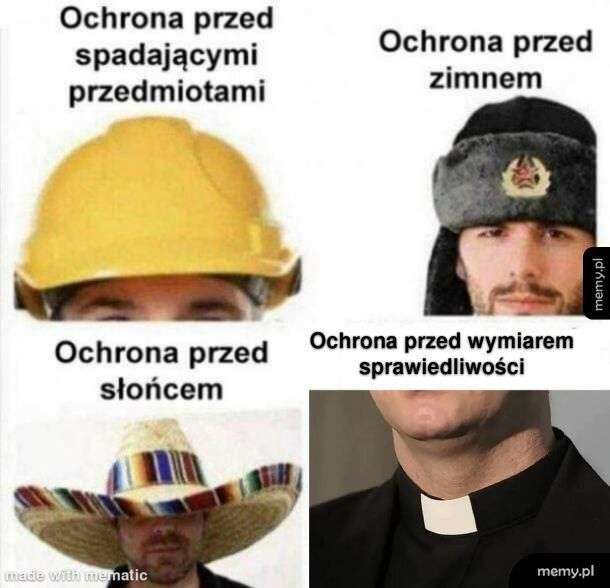 Ochrona przed
spadającymi
przedmiotami
Ochrona przed
zimnem
memy.pl
Ochrona przed
słońcem
Ochrona przed wymiarem
sprawiedliwości
made with mematic
memy.pl